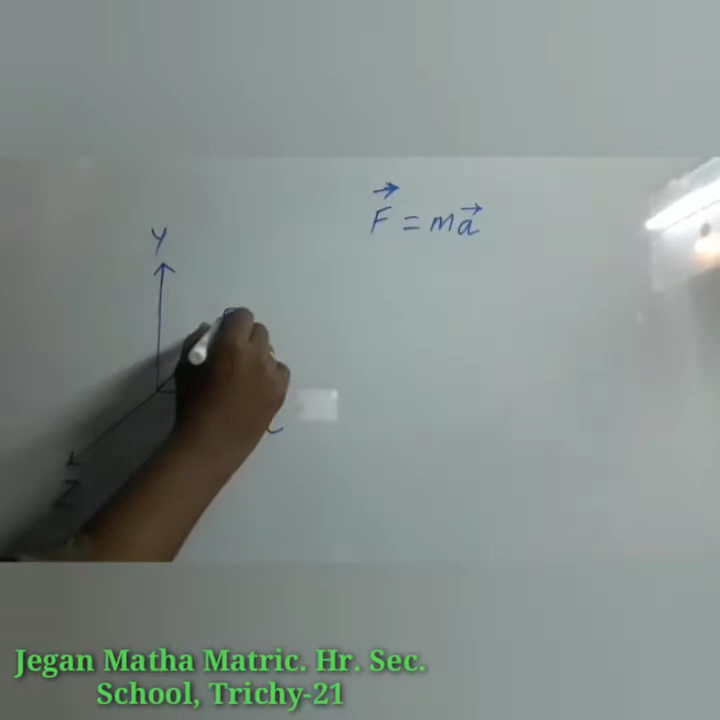 F = ma
Y
Z
Jegan Matha Matric. Hr. Sec.
School, Trichy-21